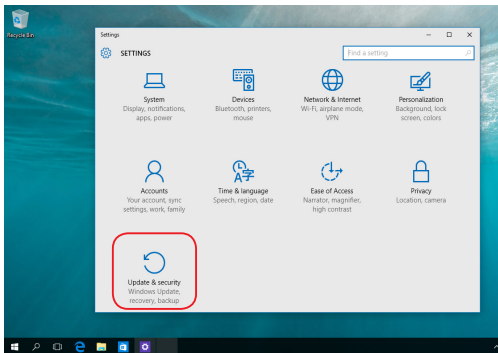 Recycle Bin
Settings
SETTINGS
Find a setting
System
Display, notifications,
apps, power
Devices
Bluetooth, printers,
mouse
Network & Internet
Wi-Fi, airplane mode,
VPN
Personalization
Background, lock
screen, colors
Accounts
Your account, sync
settings, work, family
Time & language
Speech, region, date
Ease of Access
Narrator, magnifier,
high contrast
Privacy
Location, camera
Update & security
Windows Update,
recovery, backup